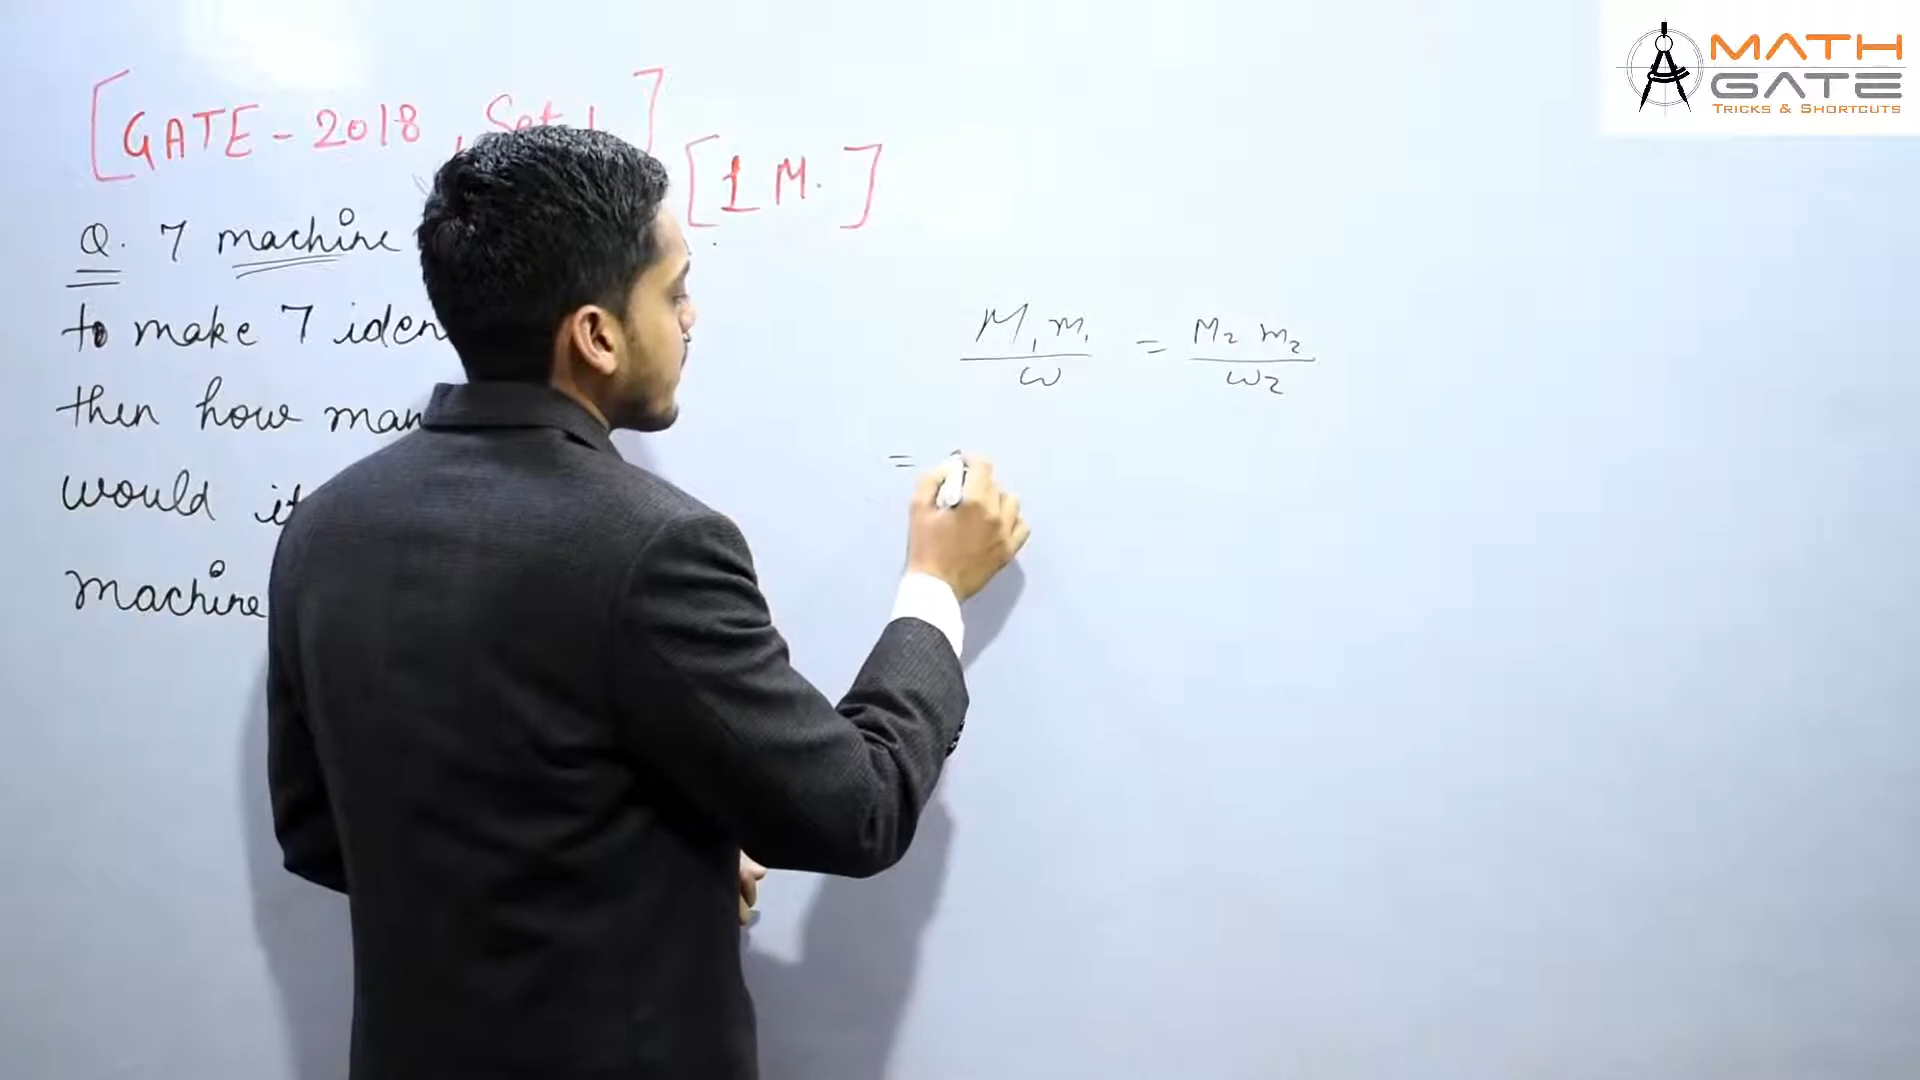 [GATE - 2018, Set 1]
[1 M.]
Q. 7 machine
to make 7 iden
then how man
would it
machine
M₁ m₁ / ω = M₂ m₂ / ω₂
=
MATH
GATE
TRICKS & SHORTCUTS